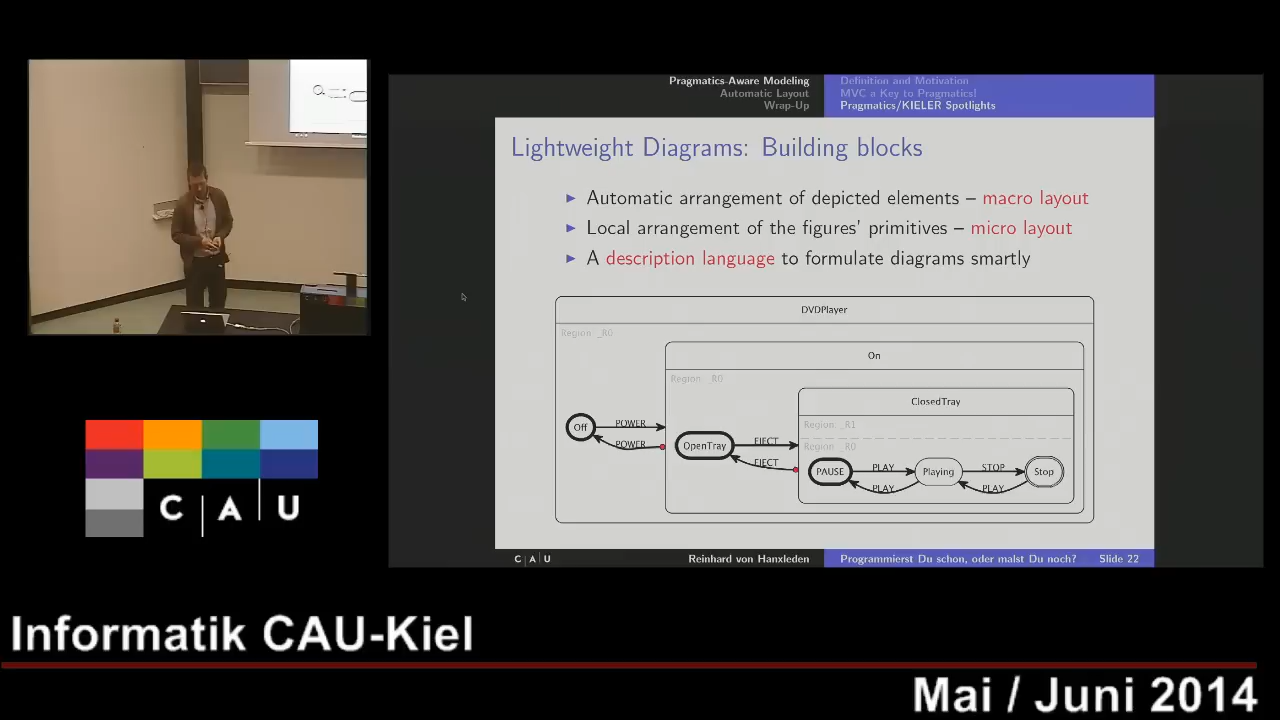 Pragmatics-Aware Modeling
Automatic Layout
Wrap-Up
Definition and Motivation
MVC a Key to Pragmatics!
Pragmatics/KIELER Spotlights
Lightweight Diagrams: Building blocks
Automatic arrangement of depicted elements – macro layout
Local arrangement of the figures' primitives – micro layout
A description language to formulate diagrams smartly
DVDPlayer
Region: _R0
On
Region: _R0
ClosedTray
Region: _R1
Region: _R0
Off
POWER
POWER
OpenTray
EJECT
EJECT
PAUSE
PLAY
PLAY
Playing
STOP
PLAY
Stop
C A U
Reinhard von Hanxleden
Programmierst Du schon, oder malst Du noch?
Slide 22
C A U
Informatik CAU-Kiel
Mai / Juni 2014